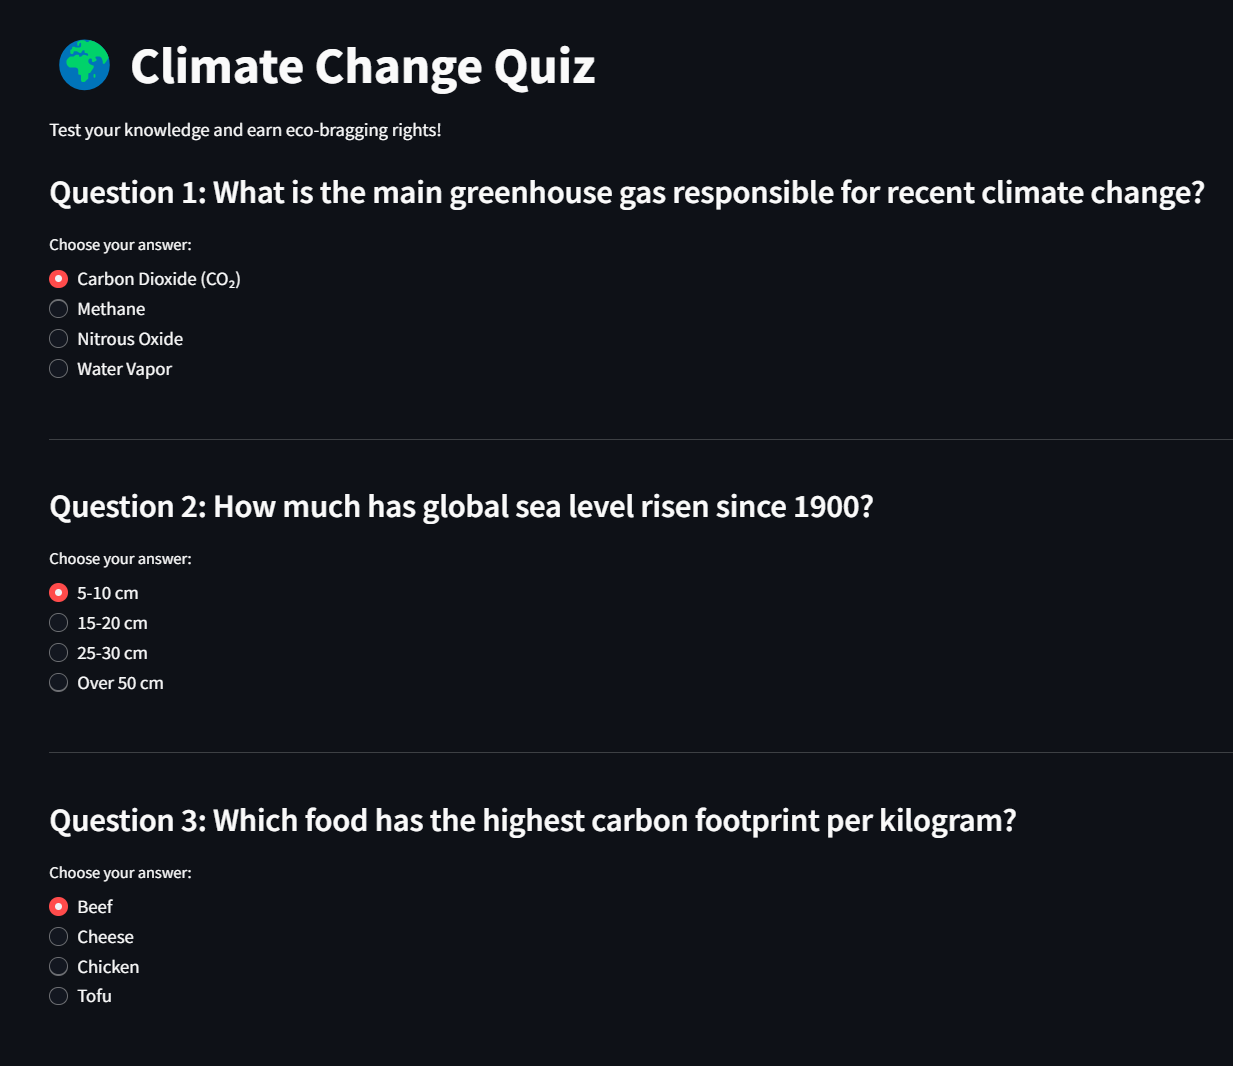 Climate Change Quiz
Test your knowledge and earn eco-bragging rights!
Question 1: What is the main greenhouse gas responsible for recent climate change?
Choose your answer:
Carbon Dioxide (CO₂)
Methane
Nitrous Oxide
Water Vapor
Question 2: How much has global sea level risen since 1900?
Choose your answer:
5-10 cm
15-20 cm
25-30 cm
Over 50 cm
Question 3: Which food has the highest carbon footprint per kilogram?
Choose your answer:
Beef
Cheese
Chicken
Tofu